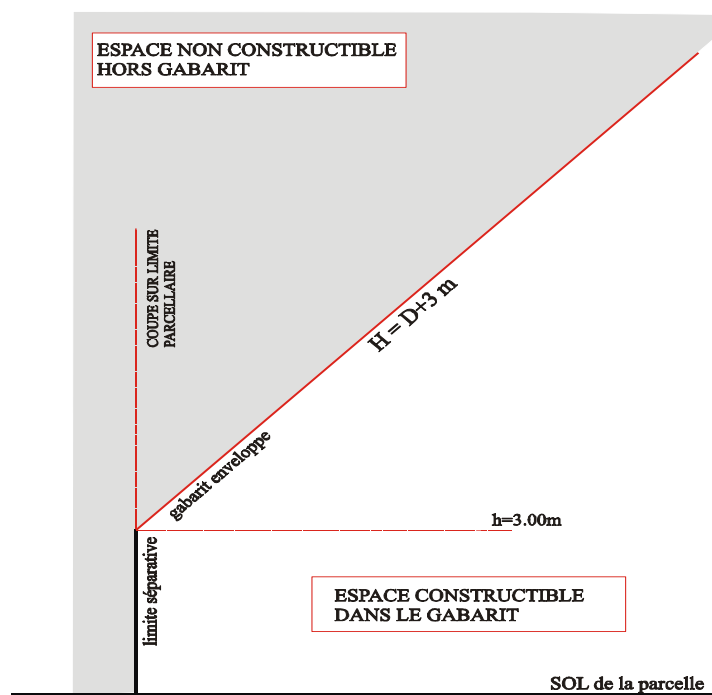 ESPACE NON CONSTRUCTIBLE
HORS GABARIT
COUPE SUR LIMITE
PARCELLAIRE
H = D+3 m
gabarit enveloppe
h=3.00m
limite séparative
ESPACE CONSTRUCTIBLE
DANS LE GABARIT
SOL de la parcelle